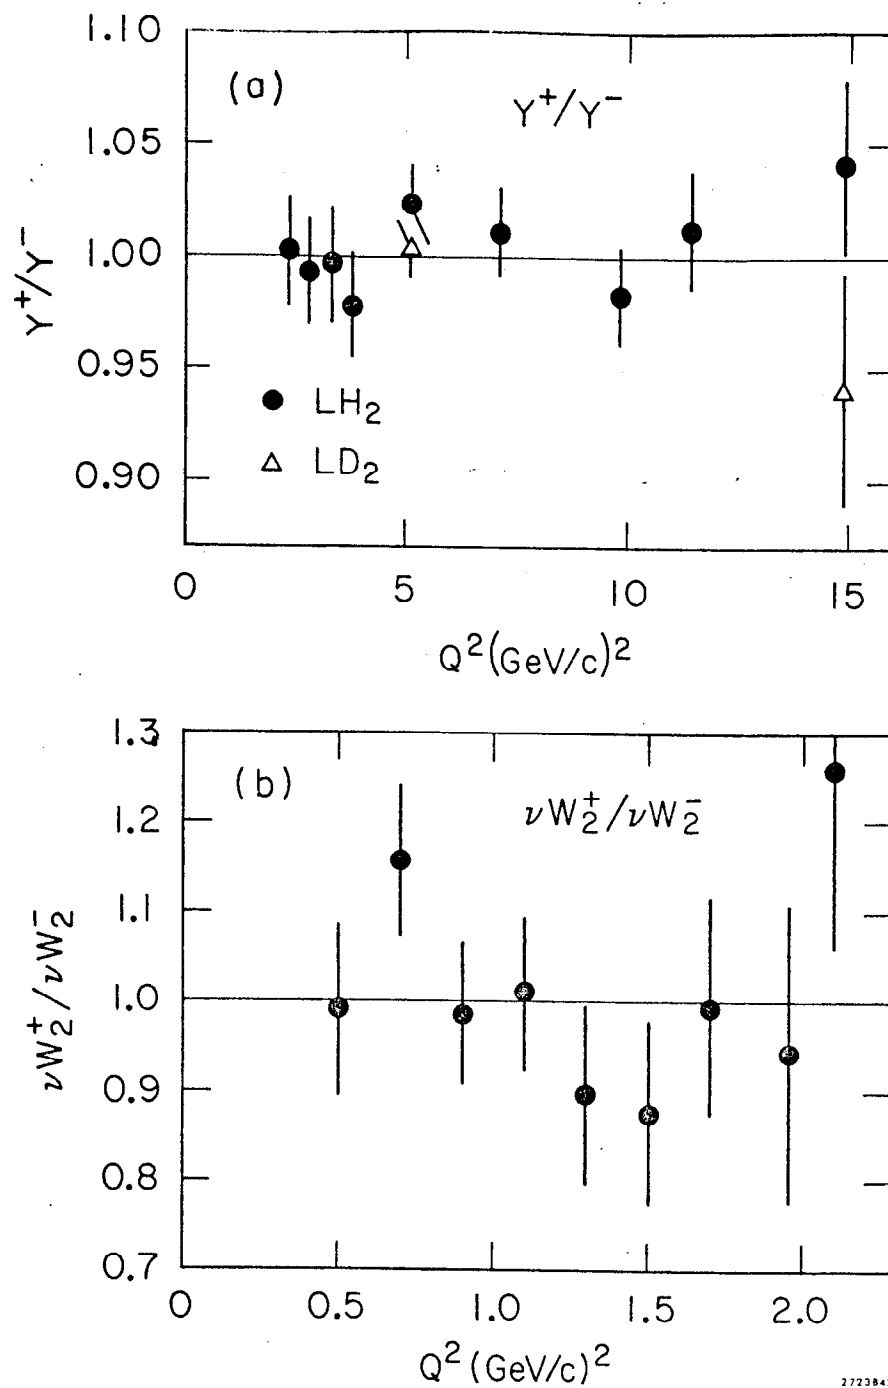 1.10
(a)
Y⁺/Y⁻
1.05
1.00
0.95
0.90
Y⁺/Y⁻
● LH₂
△ LD₂
0 5 10 15
Q² (GeV/c)²
1.3
(b)
νW₂⁺/νW₂⁻
1.2
1.1
1.0
0.9
0.8
0.7
νW₂⁺/νW₂⁻
0 0.5 1.0 1.5 2.0
Q² (GeV/c)²